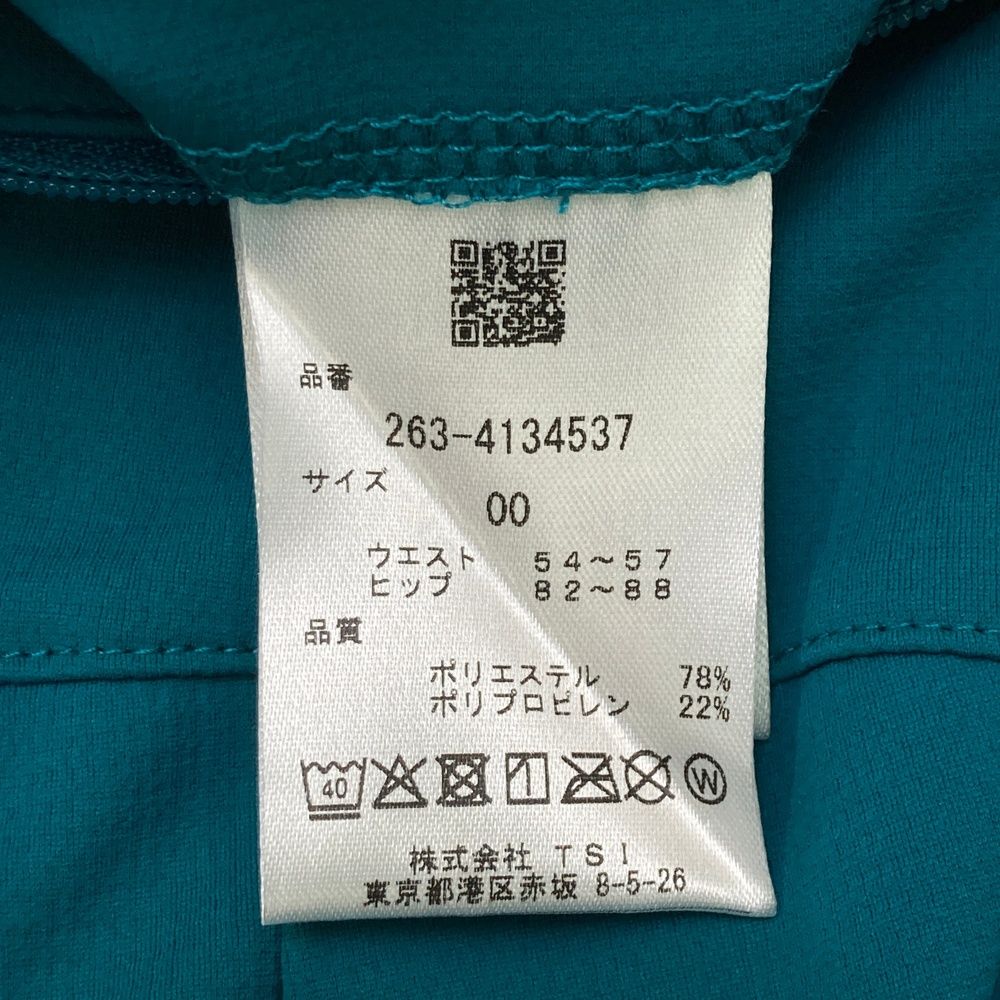 品番
263-4134537
サイズ
00
ウエスト 54〜57
ヒップ 82〜88
品質
ポリエステル 78%
ポリプロピレン 22%
40 W
株式会社 TSI
東京都港区赤坂 8-5-26